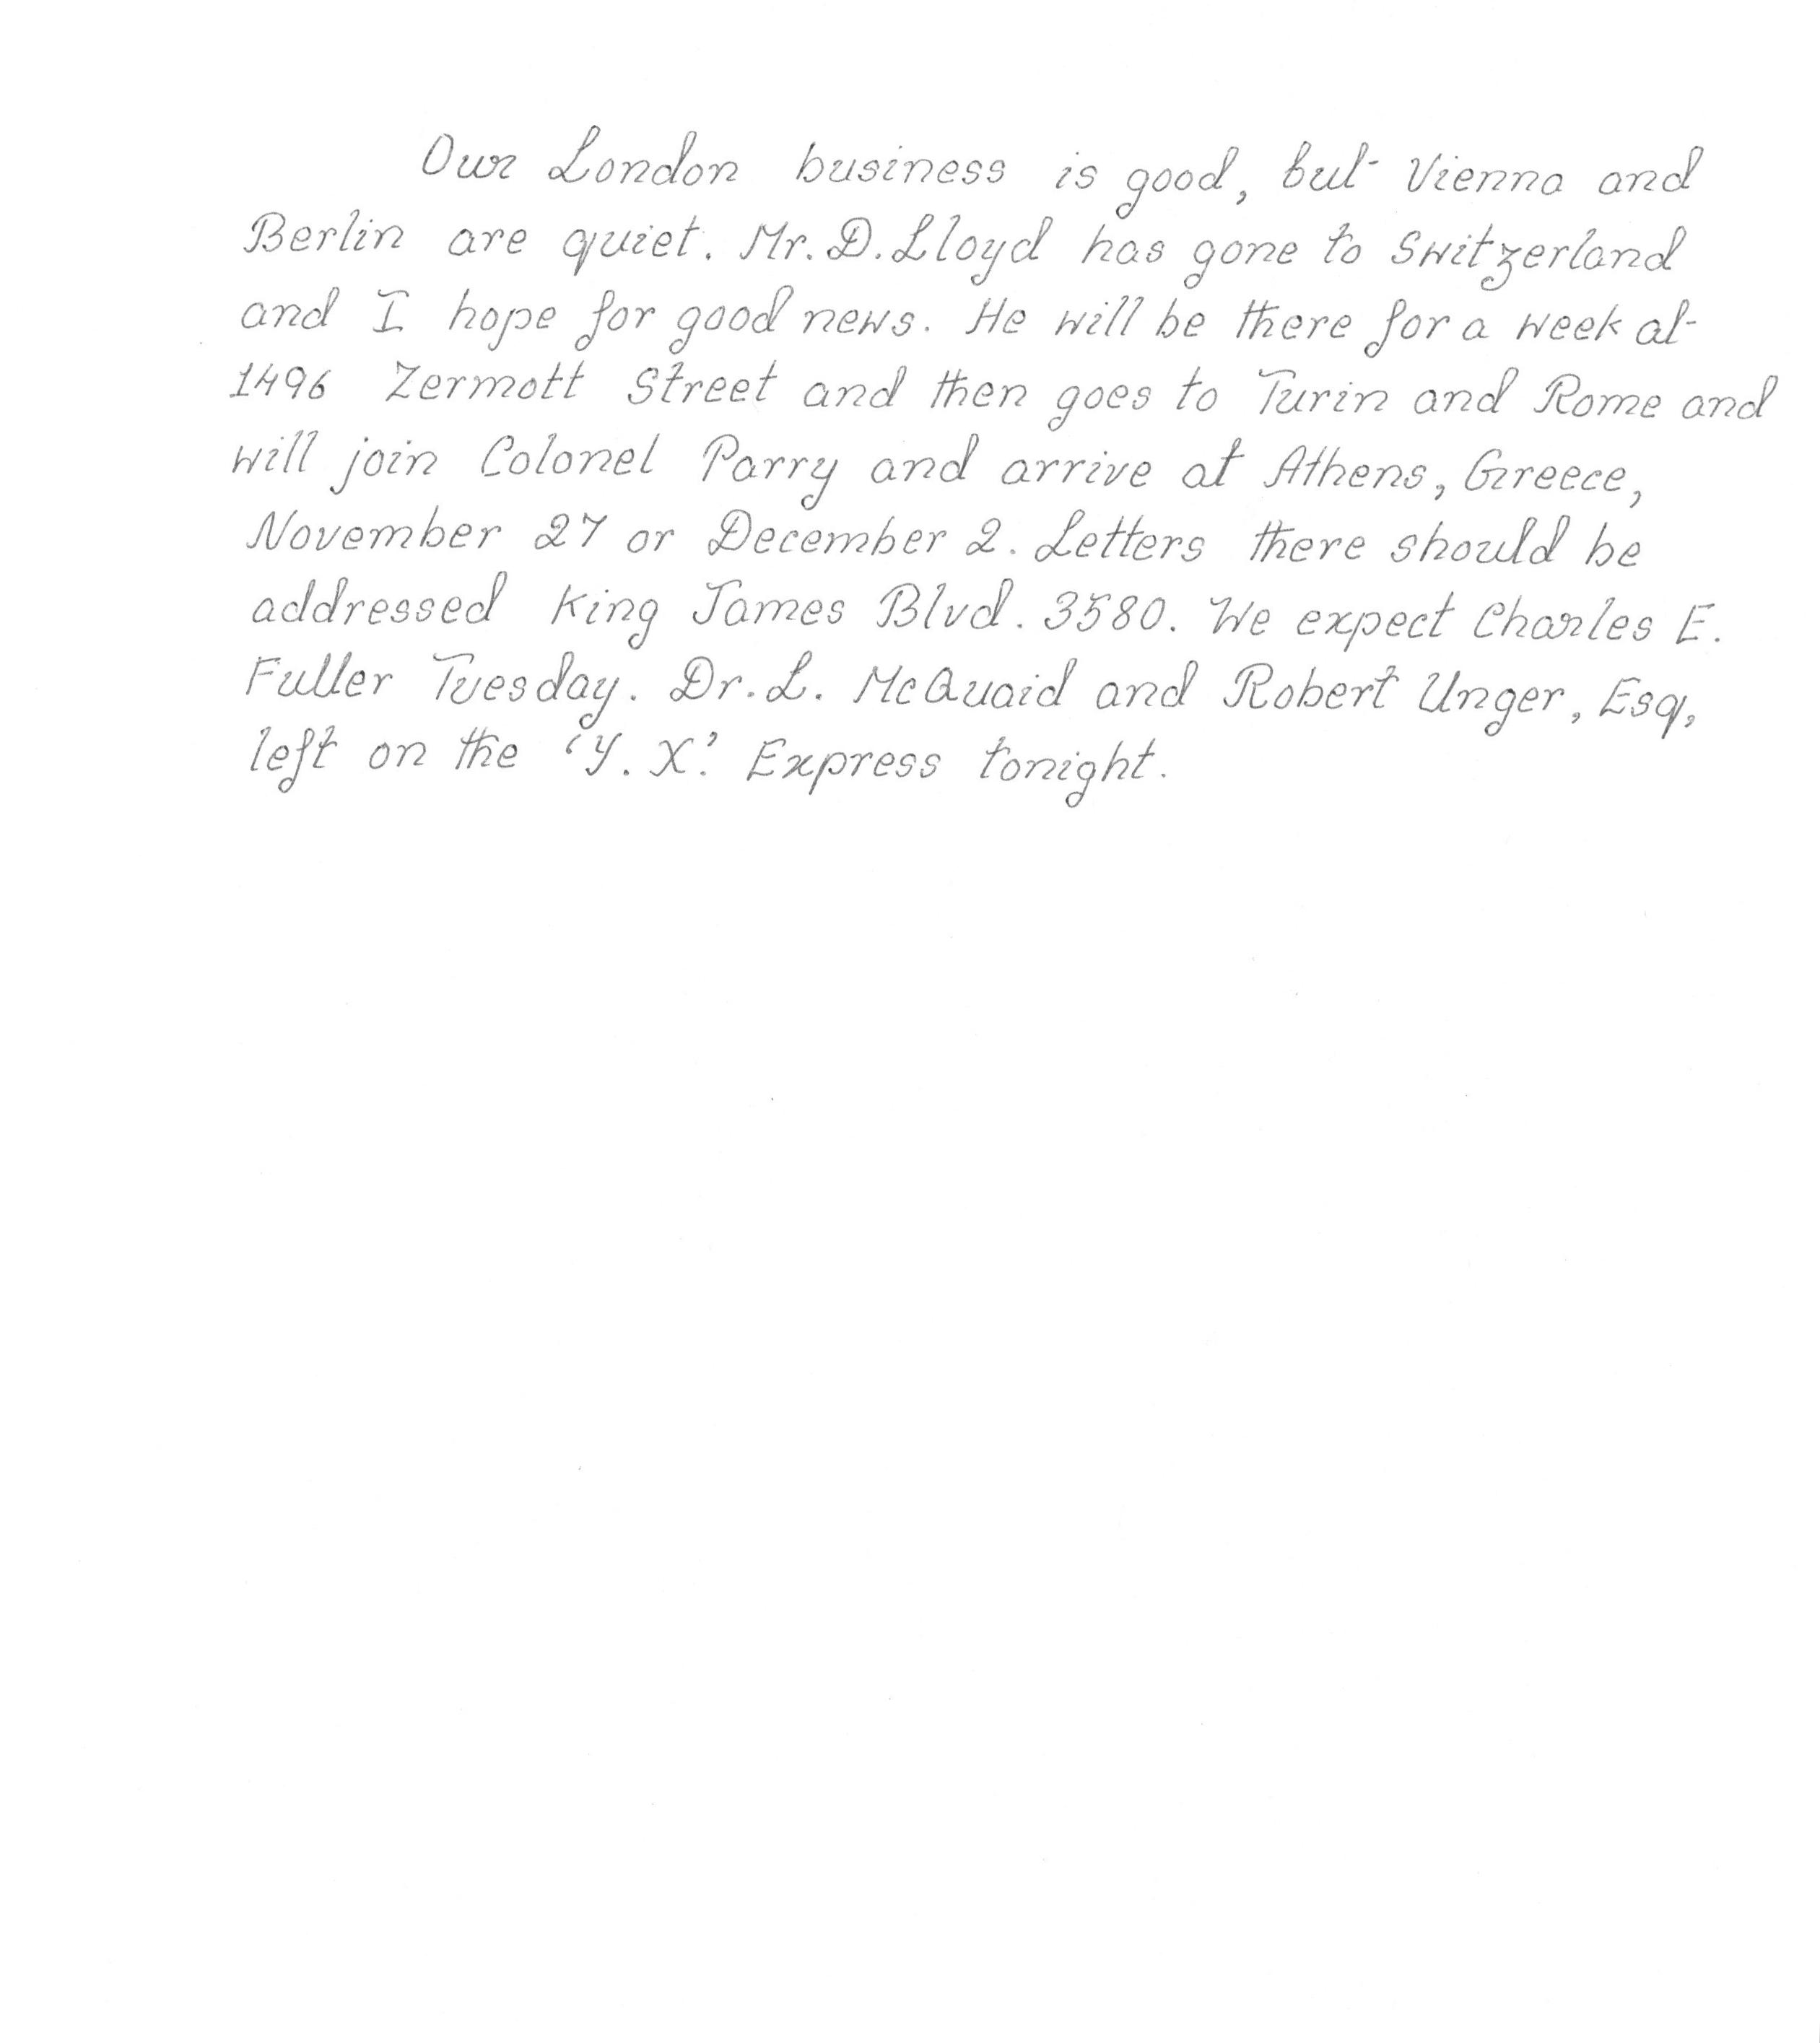 Our London business is good, but Vienna and
Berlin are quiet. Mr. D. Lloyd has gone to Switzerland
and I hope for good news. He will be there for a week at
1496 Zermott Street and then goes to Turin and Rome and
will join Colonel Parry and arrive at Athens, Greece,
November 27 or December 2. Letters there should be
addressed King James Blvd. 3580. We expect Charles E.
Fuller Tuesday. Dr. L. McQuaid and Robert Unger, Esq,
left on the 'Y. X.' Express tonight.